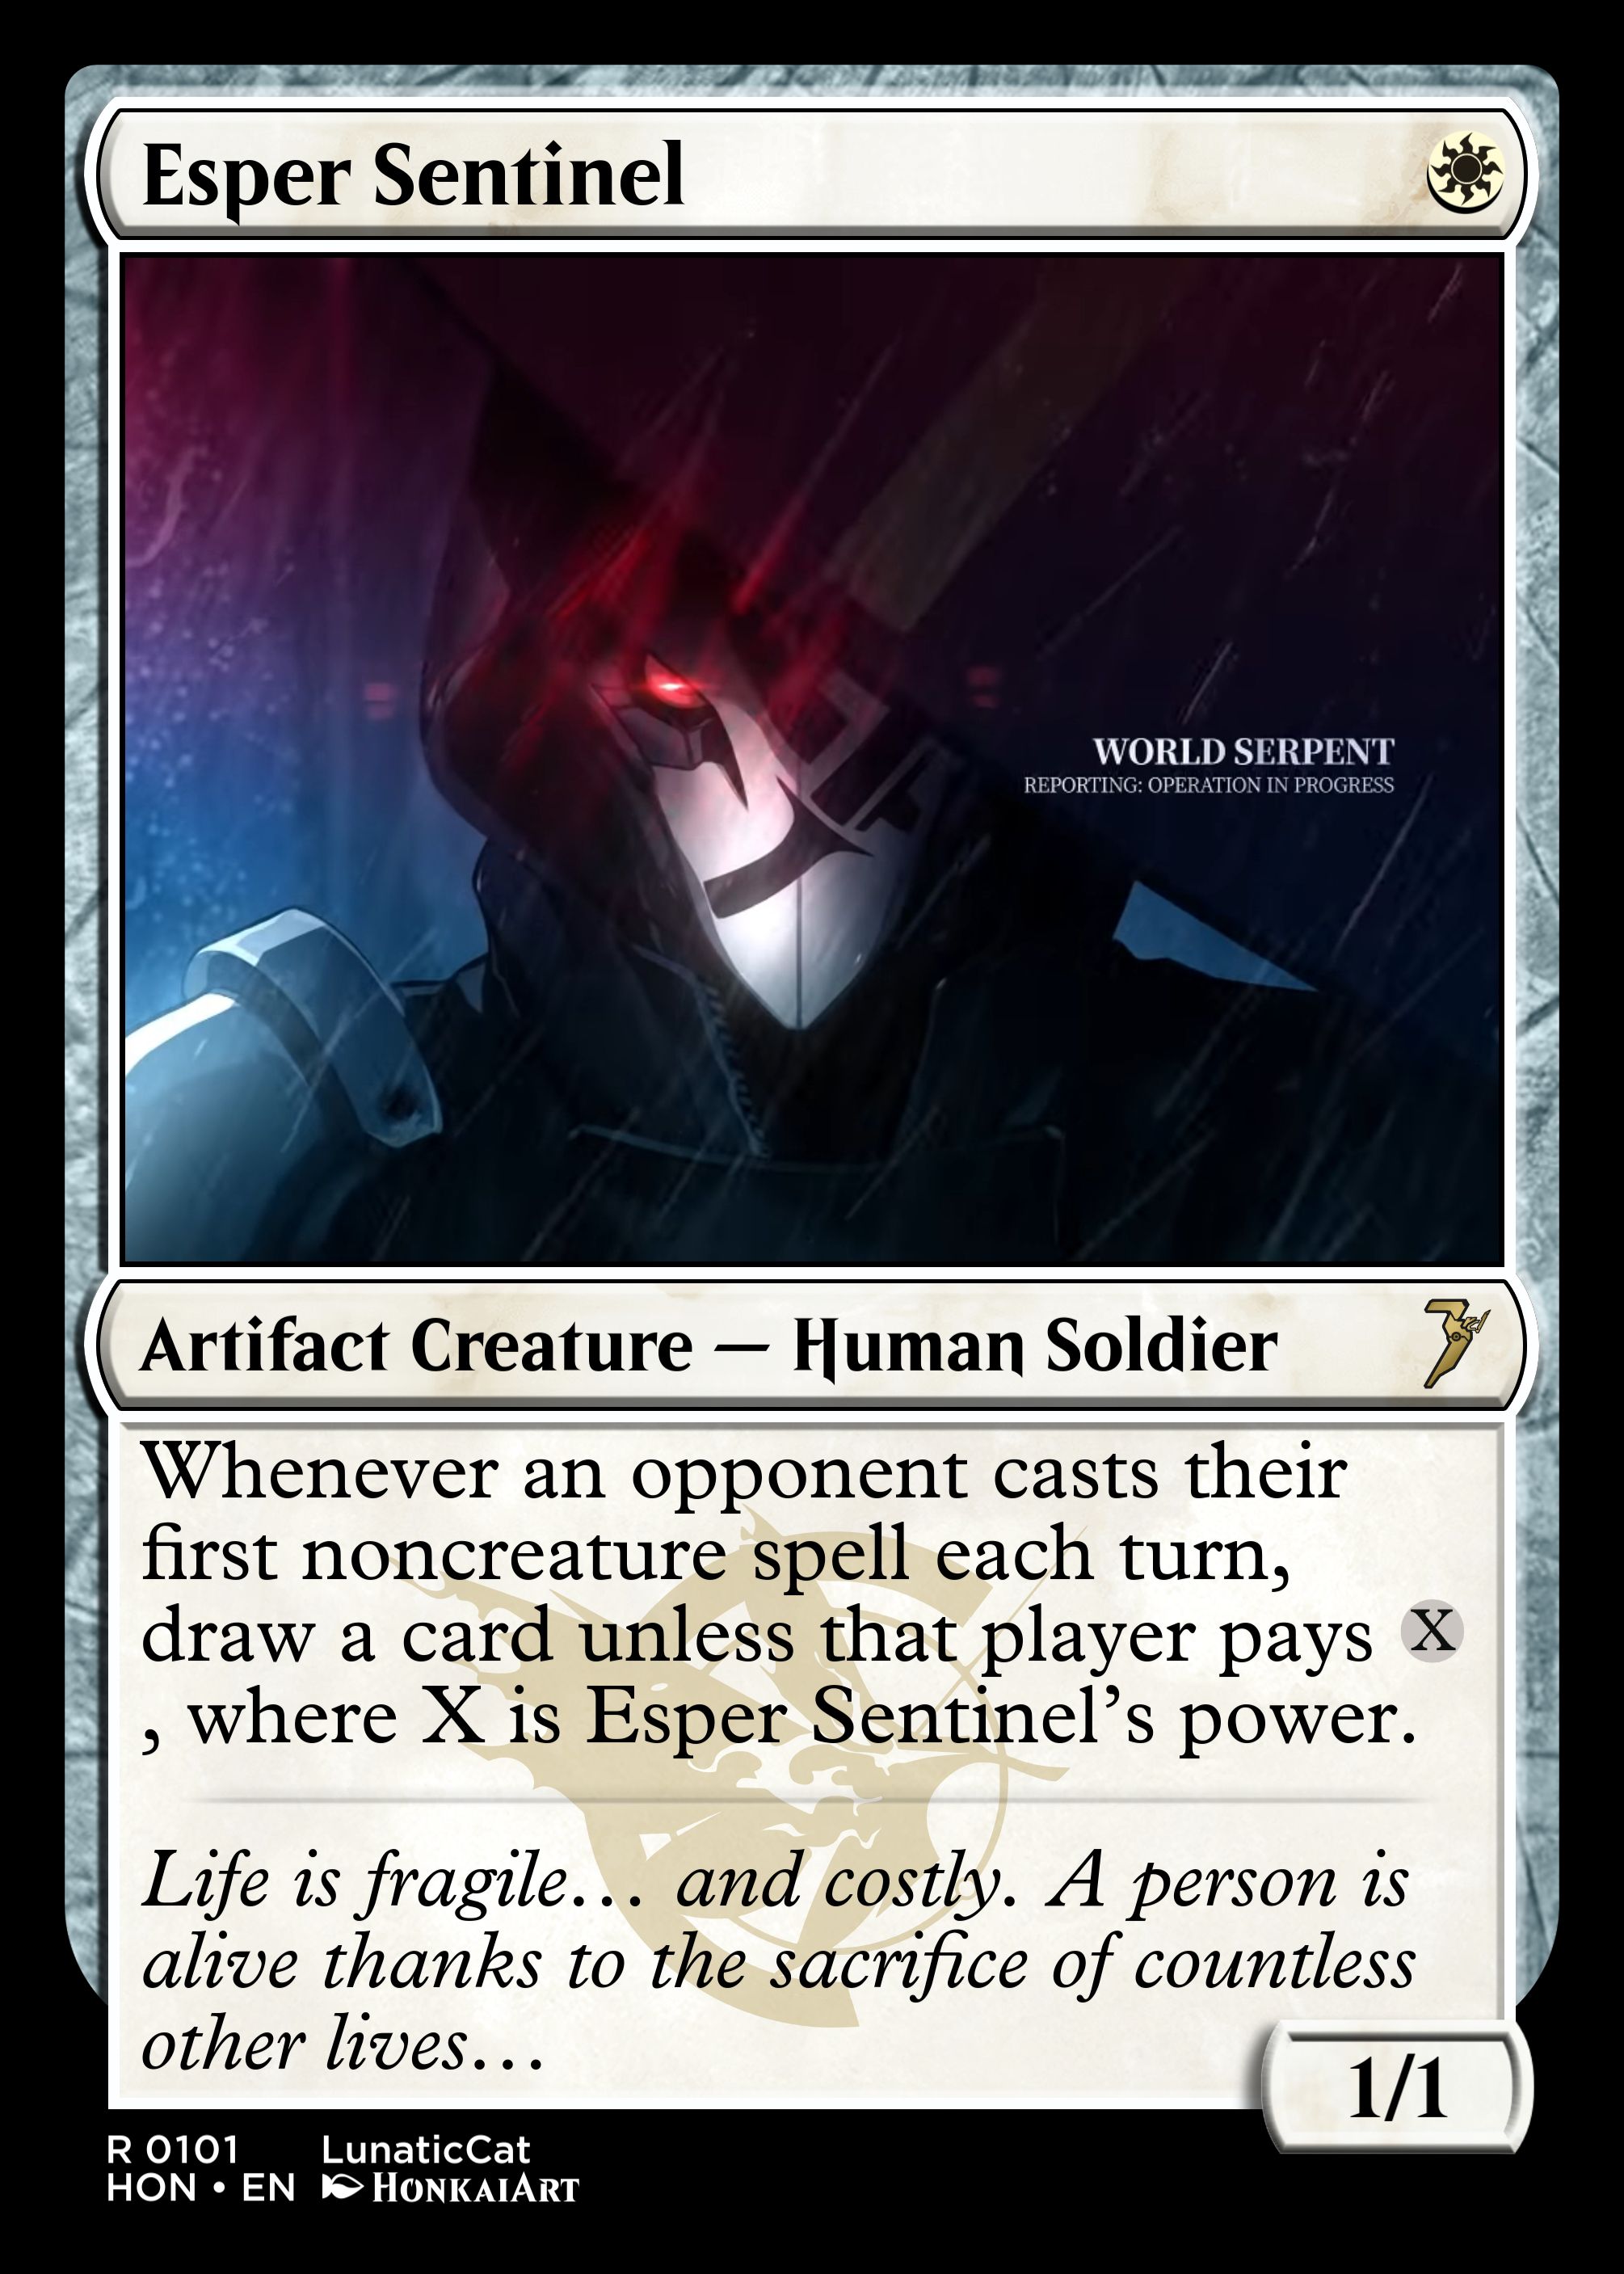 Esper Sentinel
WORLD SERPENT
REPORTING: OPERATION IN PROGRESS
Artifact Creature — Human Soldier
Whenever an opponent casts their
first noncreature spell each turn,
draw a card unless that player pays X
, where X is Esper Sentinel’s power.
Life is fragile… and costly. A person is
alive thanks to the sacrifice of countless
other lives…
1/1
R 0101 LunaticCat
HON • EN HonkaiArt